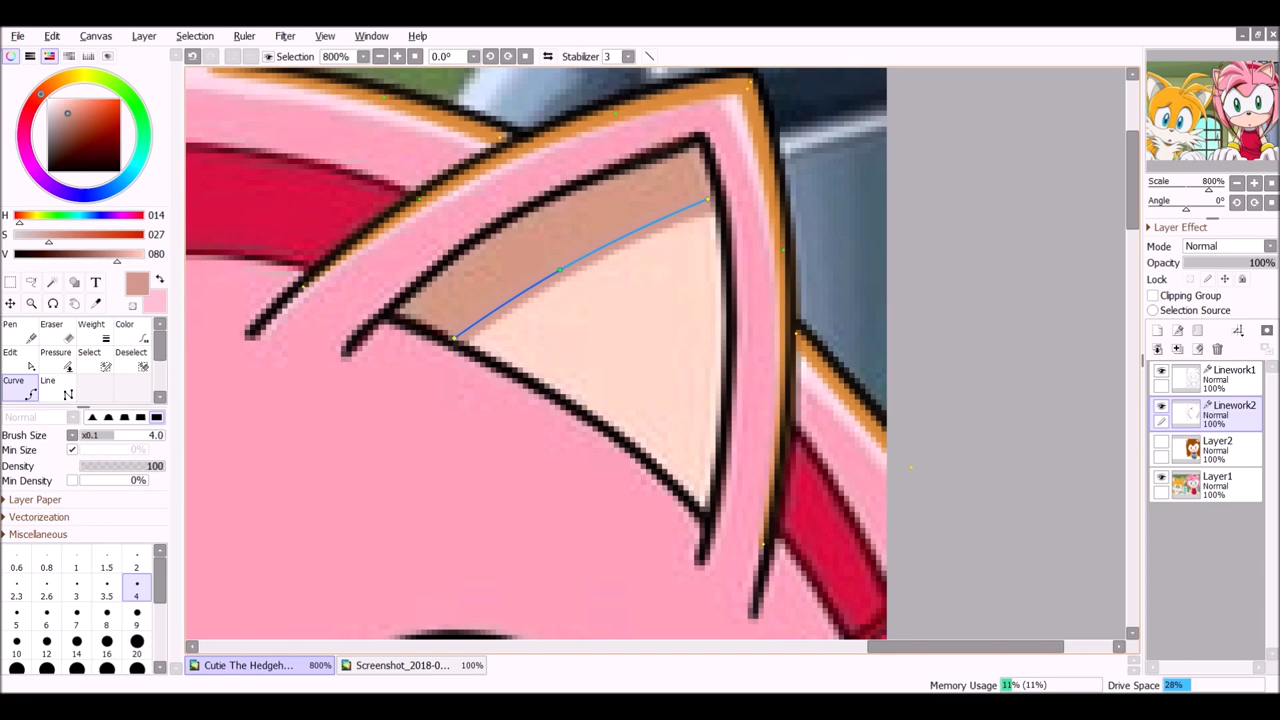 File Edit Canvas Layer Selection Ruler Filter View Window Help
Selection 800% 0.0° Stabilizer 3
H 014
S 027
V 080
T
Pen Eraser Weight Color
Edit Pressure Select Deselect
Curve Line
Normal
Brush Size x0.1 4.0
Min Size 0%
Density 100
Min Density 0%
Layer Paper
Vectorizeation
Miscellaneous
0.6 0.8 1 1.5 2
2.3 2.6 3 3.5 4
5 6 7 8 9
10 12 14 16 20
Scale 800%
Angle 0°
Layer Effect
Mode Normal
Opacity 100%
Lock
Clipping Group
Selection Source
Linework1
Normal
100%
Linework2
Normal
100%
Layer2
Normal
100%
Layer1
Normal
100%
Cutie The Hedgeh... 800% Screenshot_2018-0... 100%
Memory Usage 11% (11%) Drive Space 28%